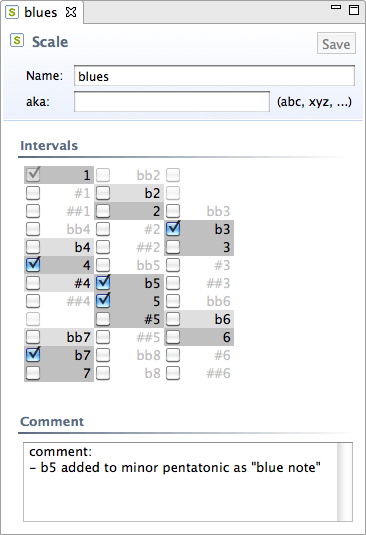 S blues
S Scale Save
Name: blues
aka: (abc, xyz, ...)
Intervals
1 bb2
#1 b2
##1 2 bb3
bb4 #2 b3
b4 ##2 3
4 bb5 #3
#4 b5 ##3
##4 5 bb6
#5 b6
bb7 ##5 6
b7 bb8 #6
7 b8 ##6
Comment
comment:
- b5 added to minor pentatonic as "blue note"